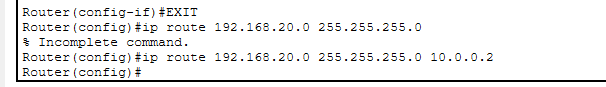 Router(config-if)#EXIT
Router(config)#ip route 192.168.20.0 255.255.255.0
% Incomplete command.
Router(config)#ip route 192.168.20.0 255.255.255.0 10.0.0.2
Router(config)#